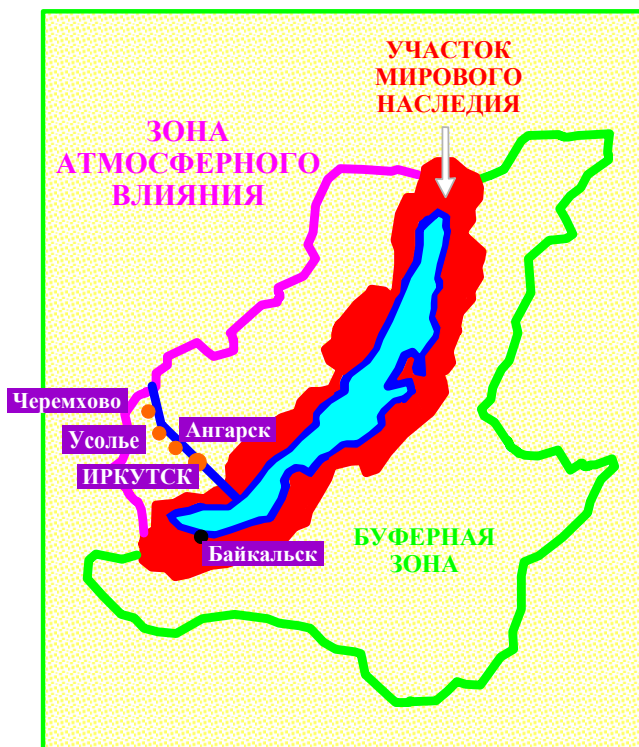 УЧАСТОК
МИРОВОГО
НАСЛЕДИЯ
ЗОНА
АТМОСФЕРНОГО
ВЛИЯНИЯ
Черемхово
Усолье
Ангарск
ИРКУТСК
Байкальск
БУФЕРНАЯ
ЗОНА